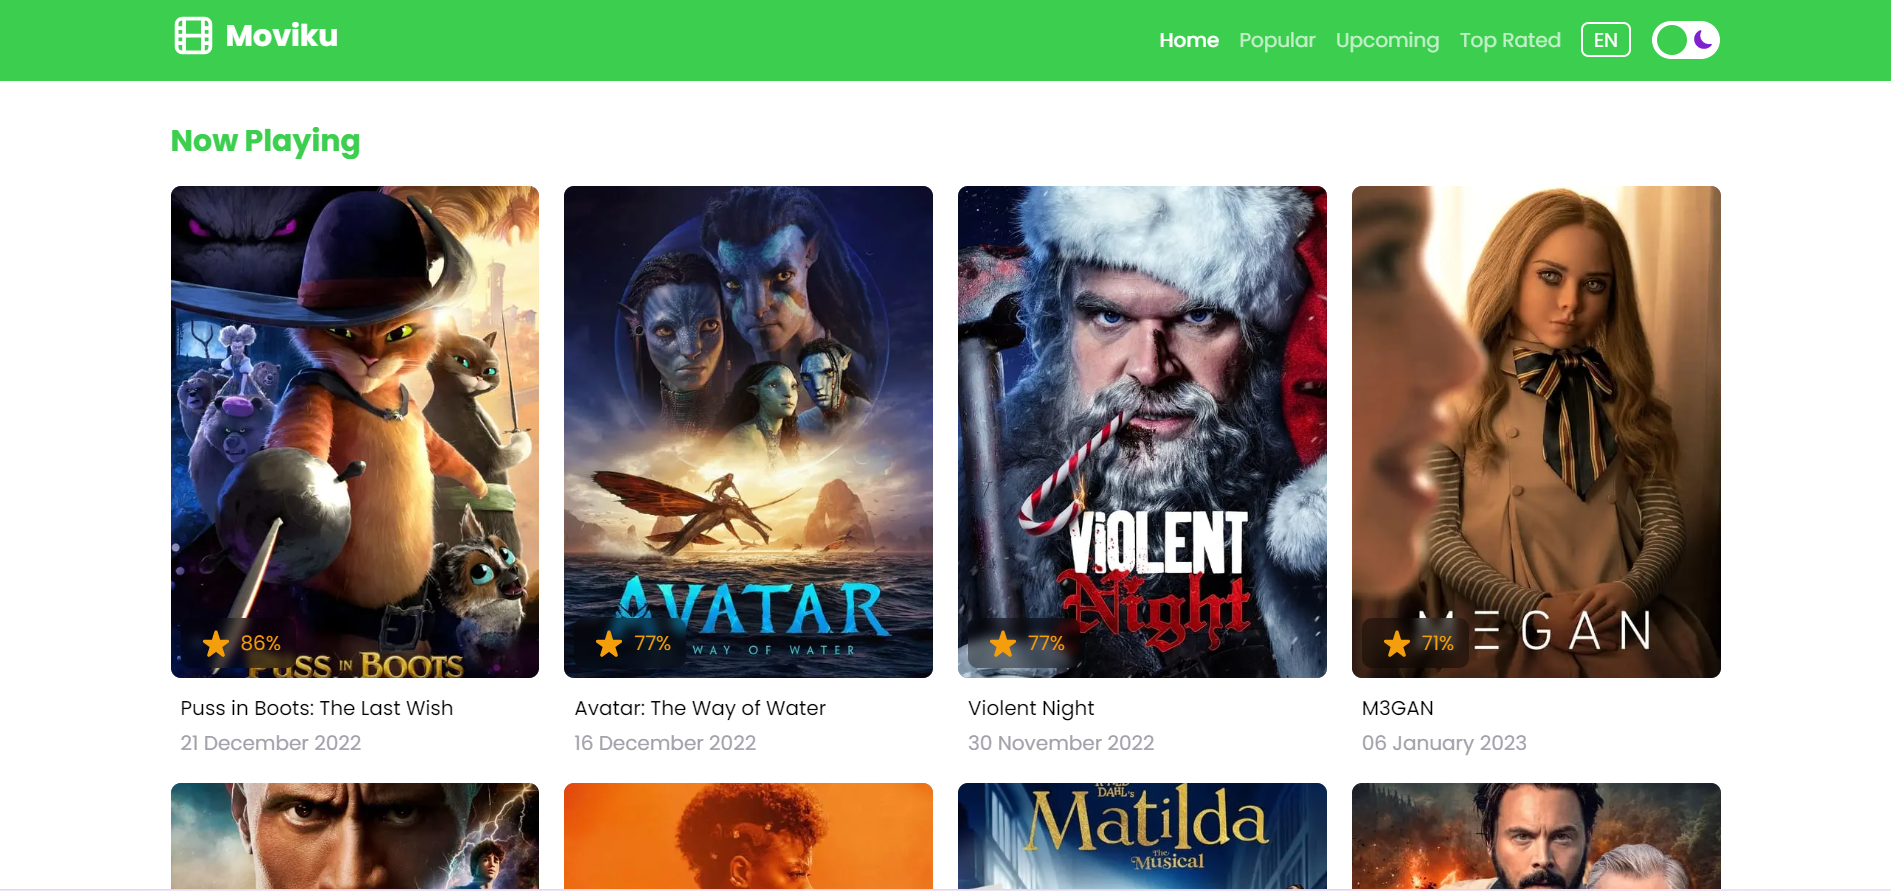 Moviku
Home Popular Upcoming Top Rated EN
Now Playing
86%
PUSS IN BOOTS
AVATAR
77%
WAY OF WATER
VIOLENT
Night
77%
M3GAN
71%
Puss in Boots: The Last Wish
21 December 2022
Avatar: The Way of Water
16 December 2022
Violent Night
30 November 2022
M3GAN
06 January 2023
DAHL's
Matilda
The
Musical